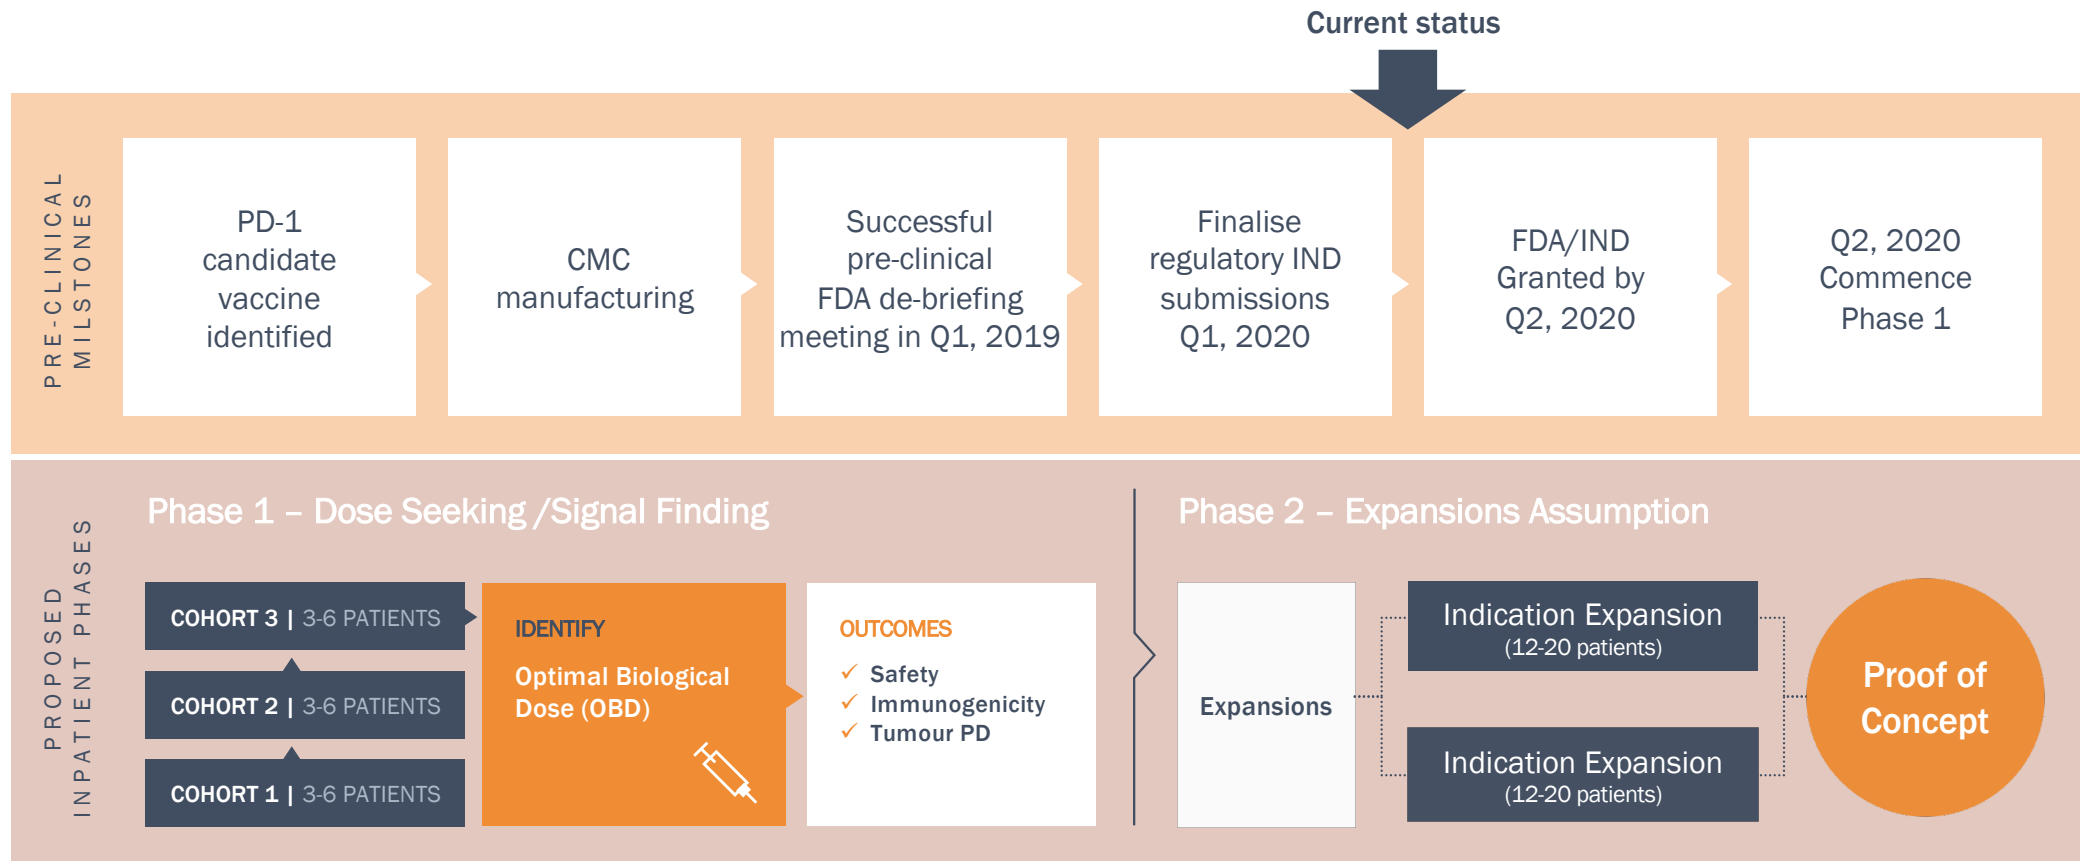 Current status
PRE-CLINICAL
MILSTONES
PD-1
candidate
vaccine
identified
CMC
manufacturing
Successful
pre-clinical
FDA de-briefing
meeting in Q1, 2019
Finalise
regulatory IND
submissions
Q1, 2020
FDA/IND
Granted by
Q2, 2020
Q2, 2020
Commence
Phase 1
PROPOSED
INPATIENT PHASES
Phase 1 – Dose Seeking /Signal Finding
COHORT 3 | 3-6 PATIENTS
COHORT 2 | 3-6 PATIENTS
COHORT 1 | 3-6 PATIENTS
IDENTIFY
Optimal Biological
Dose (OBD)
OUTCOMES
✓ Safety
✓ Immunogenicity
✓ Tumour PD
Phase 2 – Expansions Assumption
Expansions
Indication Expansion
(12-20 patients)
Indication Expansion
(12-20 patients)
Proof of
Concept